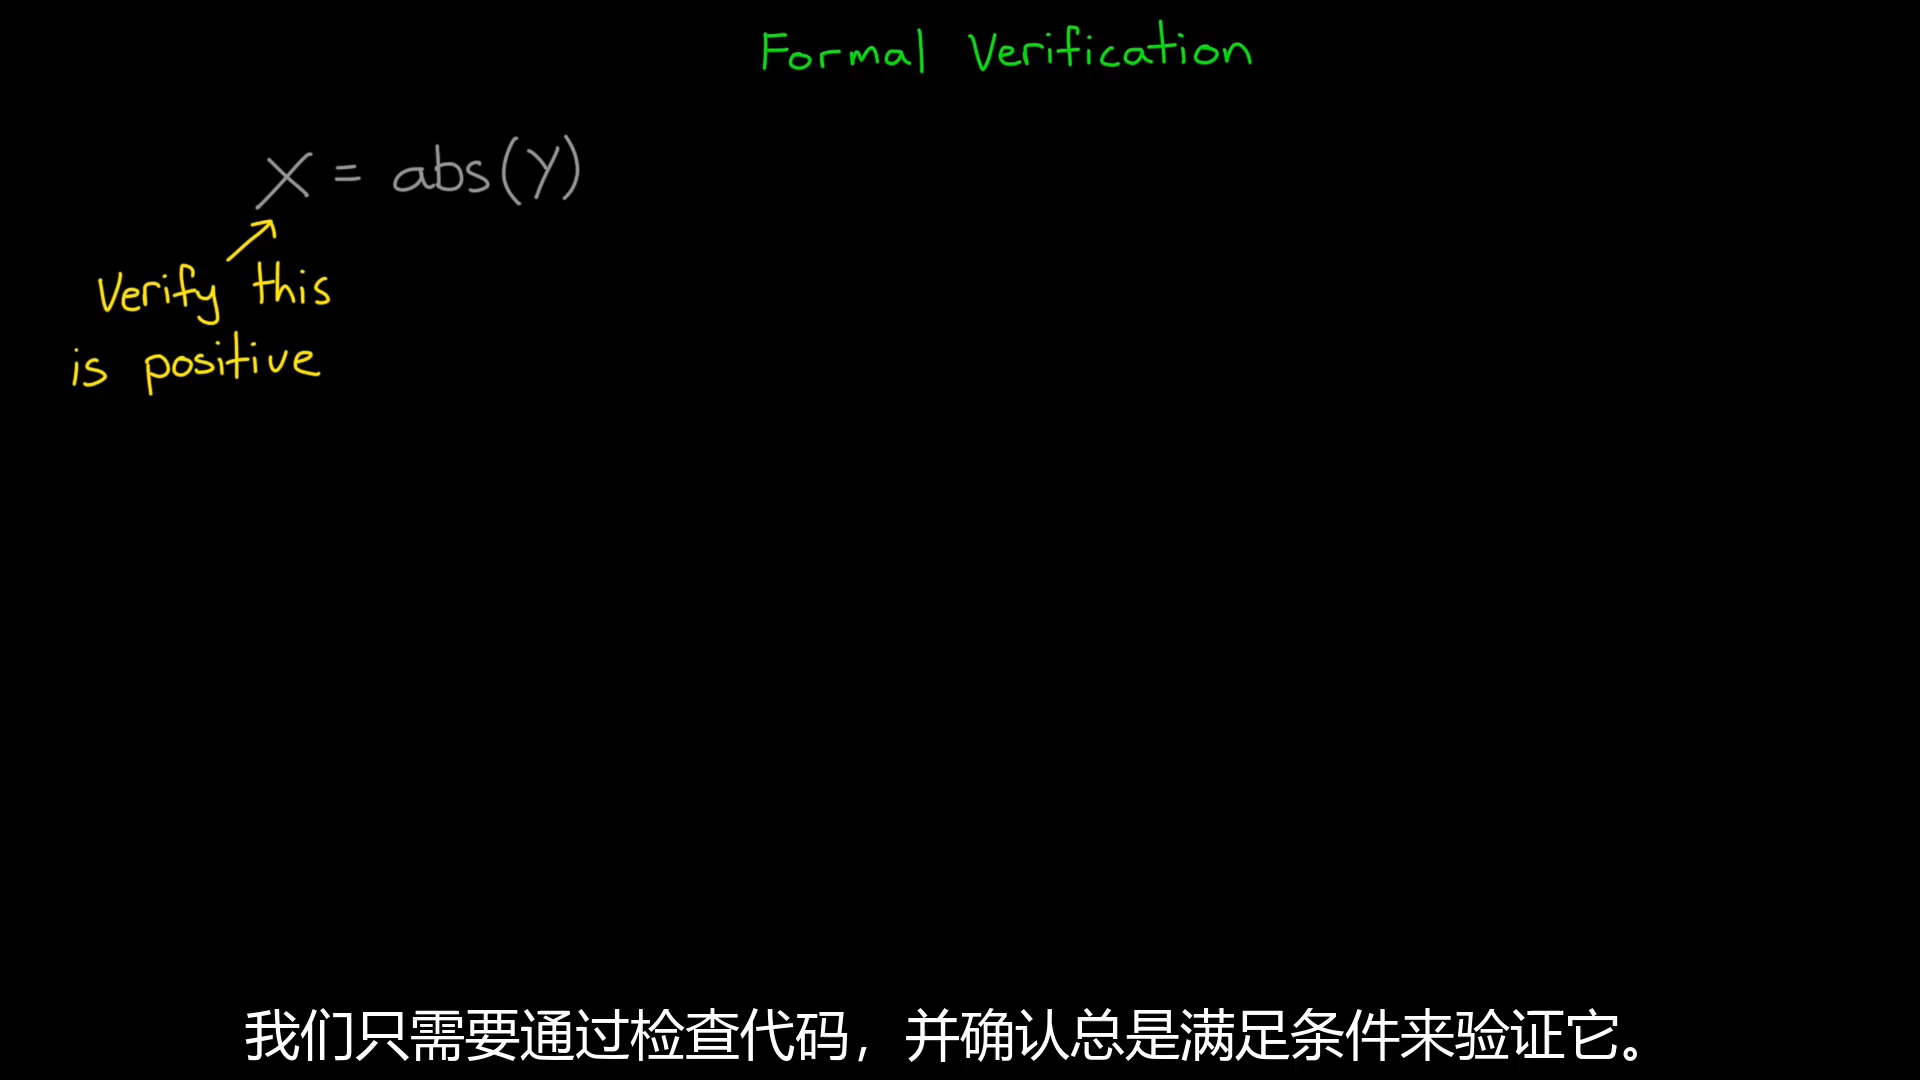 Formal Verification
X = abs(Y)
Verify this
is positive
我们只需要通过检查代码，并确认总是满足条件来验证它。